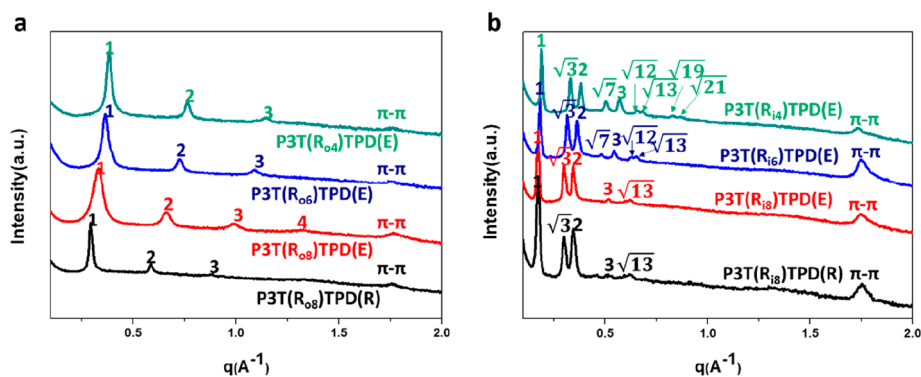 a
Intensity(a.u.)
1
2
3
π-π
P3T(Ro4)TPD(E)
1
2
3
π-π
P3T(Ro6)TPD(E)
1
2
3
4
π-π
P3T(Ro8)TPD(E)
1
2
3
π-π
P3T(Ro8)TPD(R)
0.5
1.0
1.5
2.0
q(A⁻¹)
b
Intensity(a.u.)
1
√3
2
√7
3
√12
√13
√19
√21
P3T(Ri4)TPD(E)
π-π
1
√3
2
√7
3
√12
√13
P3T(Ri6)TPD(E)
π-π
1
√3
2
3
√13
P3T(Ri8)TPD(E)
π-π
1
√3
2
3
√13
P3T(Ri8)TPD(R)
π-π
0.5
1.0
1.5
2.0
q(A⁻¹)